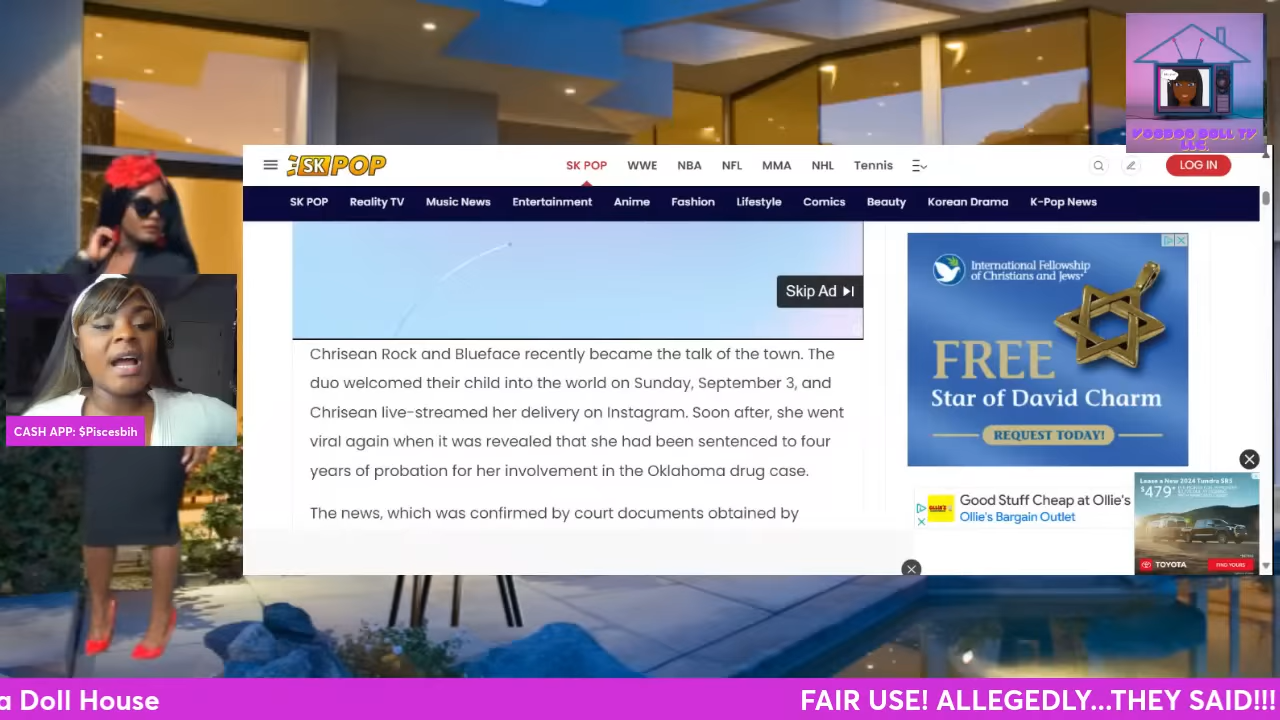 VOODOO DOLL TV
LLC.
SK POP
SK POP WWE NBA NFL MMA NHL Tennis
LOG IN
SK POP Reality TV Music News Entertainment Anime Fashion Lifestyle Comics Beauty Korean Drama K-Pop News
Skip Ad
International Fellowship
of Christians and Jews
FREE
Star of David Charm
REQUEST TODAY!
Chrisean Rock and Blueface recently became the talk of the town. The
duo welcomed their child into the world on Sunday, September 3, and
Chrisean live-streamed her delivery on Instagram. Soon after, she went
viral again when it was revealed that she had been sentenced to four
years of probation for her involvement in the Oklahoma drug case.
The news, which was confirmed by court documents obtained by
CASH APP: $Piscesbih
Good Stuff Cheap at Ollie's
Ollie's Bargain Outlet
Lease a New 2024 Tundra SR5
$479
TOYOTA
FIND YOURS
a Doll House
FAIR USE! ALLEGEDLY...THEY SAID!!!